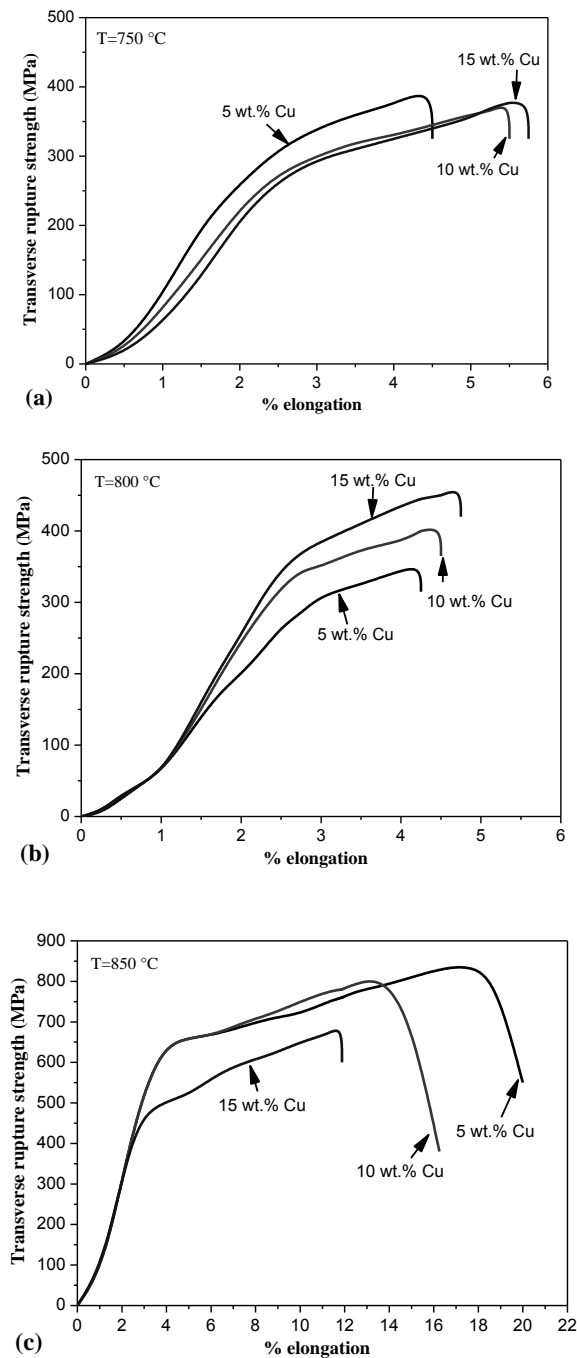 T=750 °C
15 wt.% Cu
5 wt.% Cu
10 wt.% Cu
Transverse rupture strength (MPa)
500
400
300
200
100
0
0 1 2 3 4 5 6
% elongation
(a)
T=800 °C
15 wt.% Cu
10 wt.% Cu
5 wt.% Cu
Transverse rupture strength (MPa)
500
400
300
200
100
0
0 1 2 3 4 5 6
% elongation
(b)
T=850 °C
15 wt.% Cu
5 wt.% Cu
10 wt.% Cu
Transverse rupture strength (MPa)
900
800
700
600
500
400
300
200
100
0
0 2 4 6 8 10 12 14 16 18 20 22
% elongation
(c)